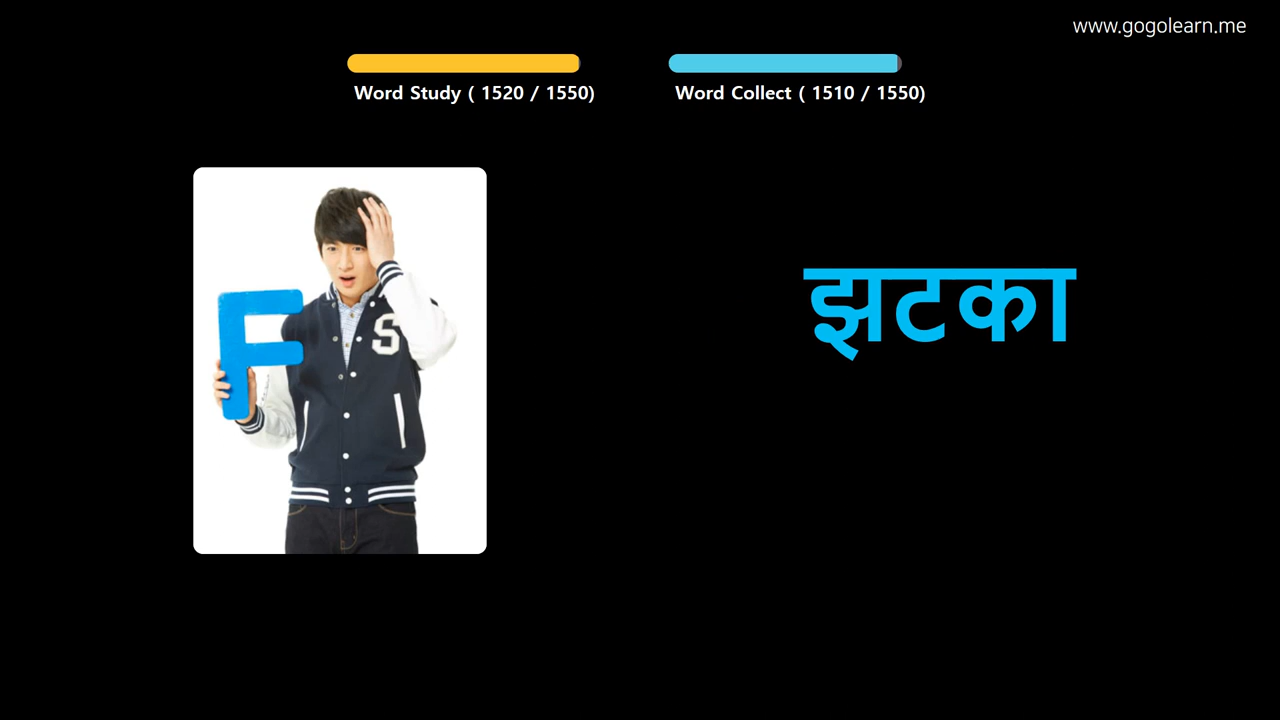 www.gogolearn.me
Word Study ( 1520 / 1550)
Word Collect ( 1510 / 1550)
F
S
झटका